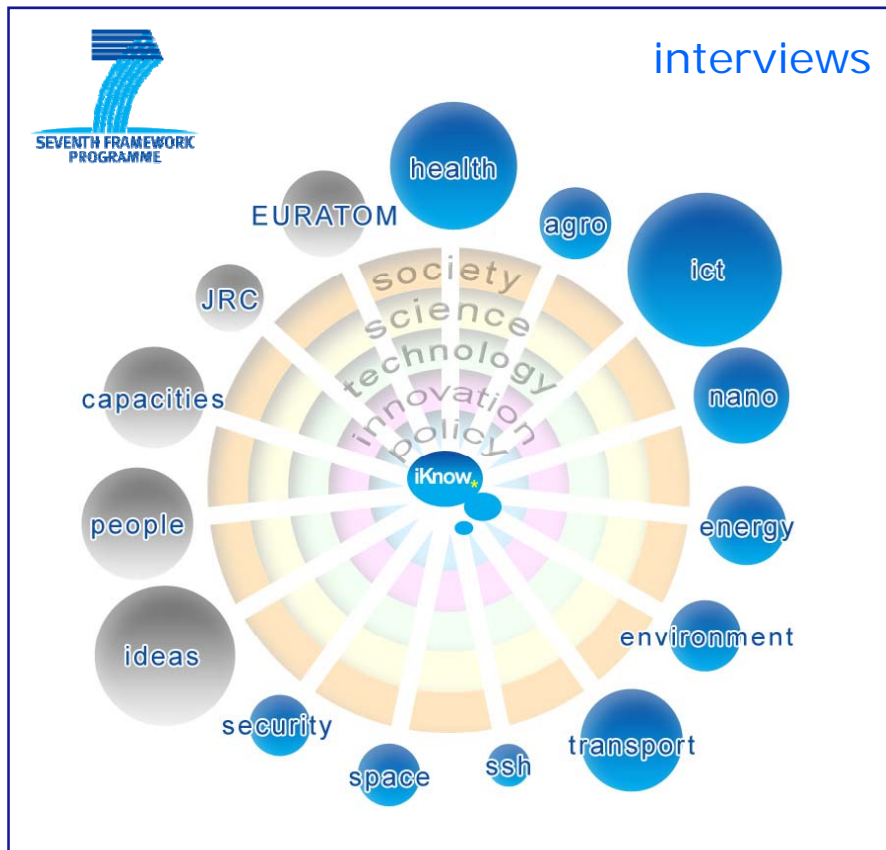 interviews
SEVENTH FRAMEWORK
PROGRAMME
health
EURATOM
agro
ict
JRC
society
science
technology
innovation
policy
capacities
nano
iKnow*
people
energy
ideas
environment
security
transport
space
ssh